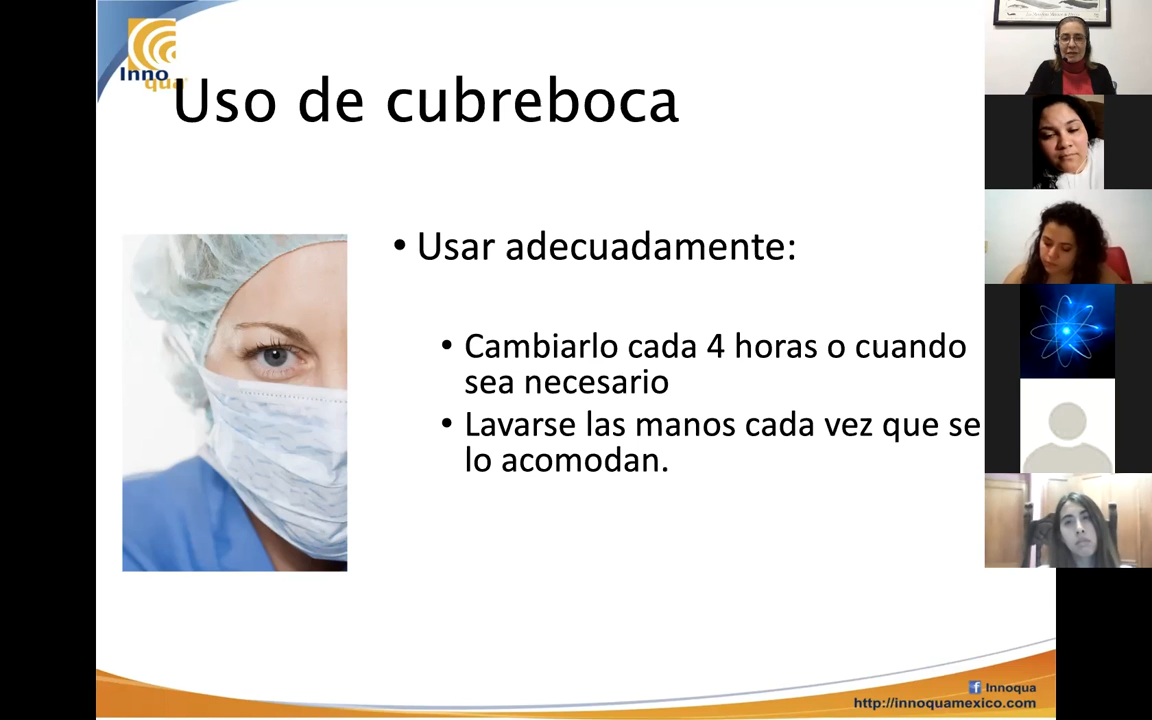 Inno
qua
Uso de cubreboca
• Usar adecuadamente:
• Cambiarlo cada 4 horas o cuando
sea necesario
• Lavarse las manos cada vez que se
lo acomodan.
Innoqua
http://innoquamexico.com